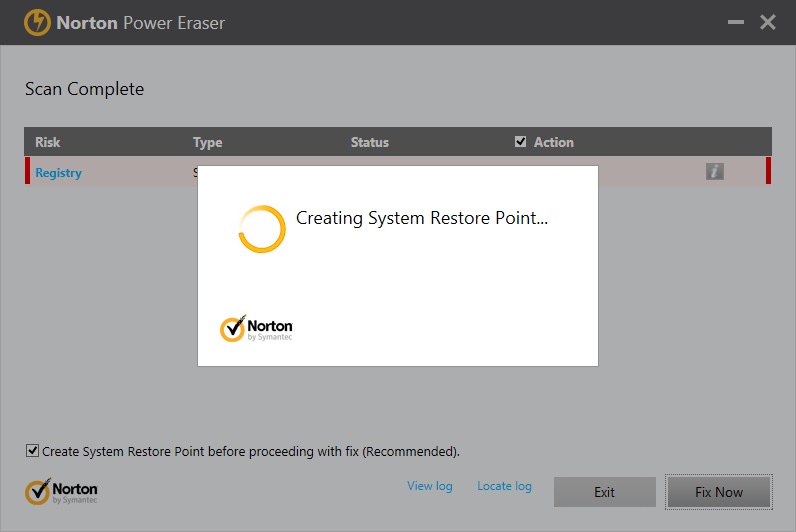 Norton Power Eraser
Scan Complete
Risk Type Status Action
Registry
Creating System Restore Point...
Norton
by Symantec
Create System Restore Point before proceeding with fix (Recommended).
Norton
by Symantec
View log Locate log Exit Fix Now